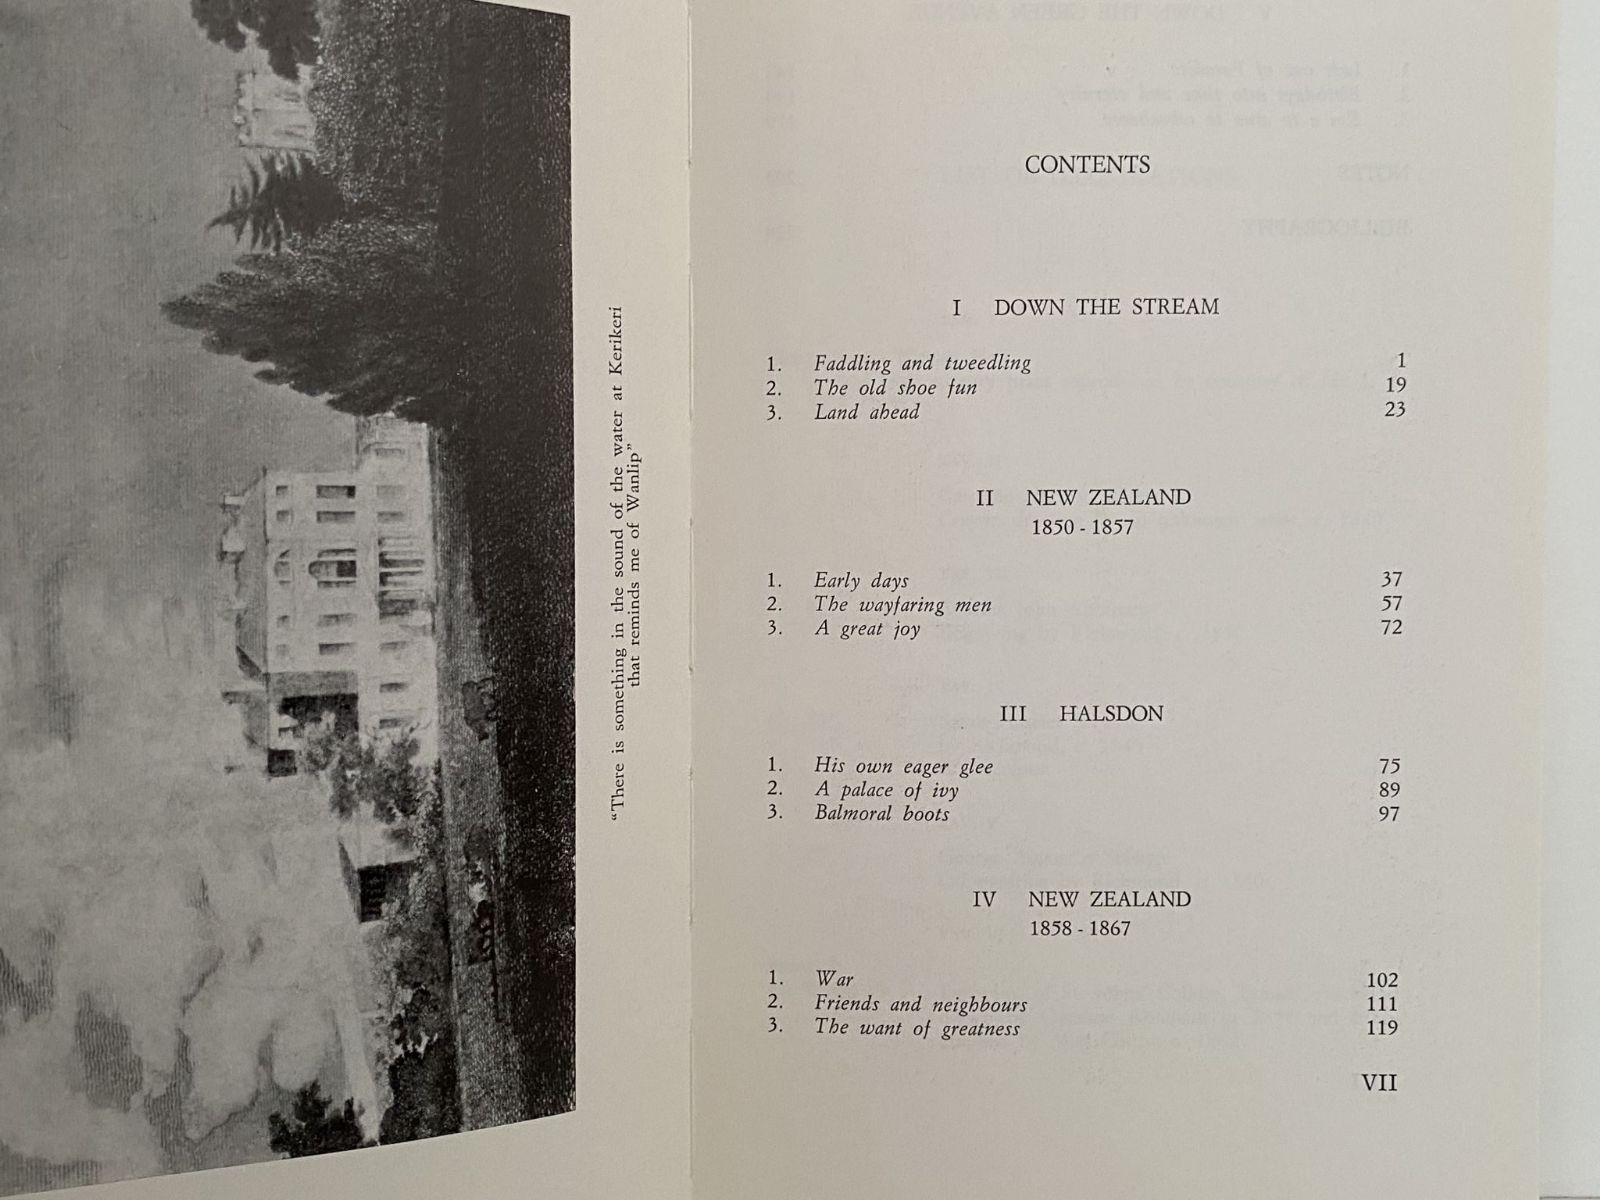 "There is something in the sound of the water at Kerikeri
that reminds me of Wanlip"
CONTENTS
I DOWN THE STREAM
1. Faddling and tweedling 1
2. The old shoe fun 19
3. Land ahead 23
II NEW ZEALAND
1850 - 1857
1. Early days 37
2. The wayfaring men 57
3. A great joy 72
III HALSDON
1. His own eager glee 75
2. A palace of ivy 89
3. Balmoral boots 97
IV NEW ZEALAND
1858 - 1867
1. War 102
2. Friends and neighbours 111
3. The want of greatness 119
VII